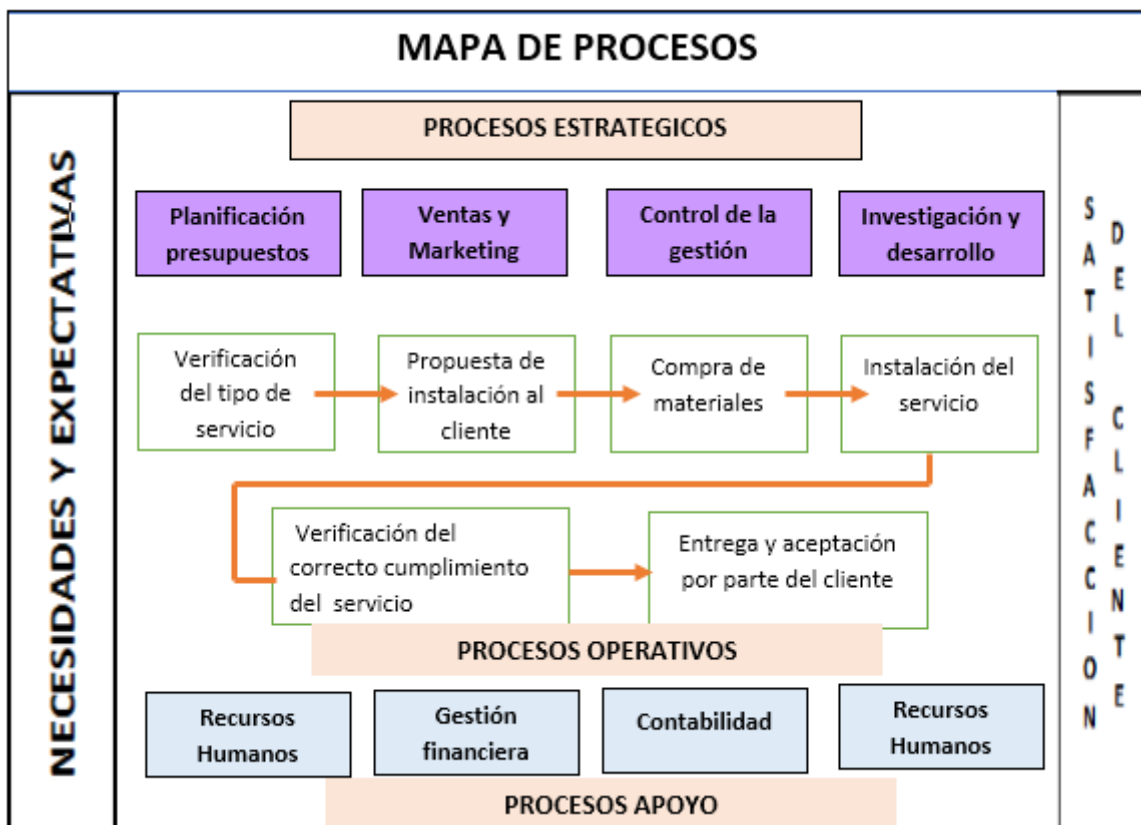 MAPA DE PROCESOS
NECESIDADES Y EXPECTATIVAS
PROCESOS ESTRATEGICOS
Planificación
presupuestos
Ventas y
Marketing
Control de la
gestión
Investigación y
desarrollo
Verificación
del tipo de
servicio
Propuesta de
instalación al
cliente
Compra de
materiales
Instalación del
servicio
Verificación del
correcto cumplimiento
del servicio
Entrega y aceptación
por parte del cliente
PROCESOS OPERATIVOS
Recursos
Humanos
Gestión
financiera
Contabilidad
Recursos
Humanos
PROCESOS APOYO
SATISFACCION
DEL CLIENTE